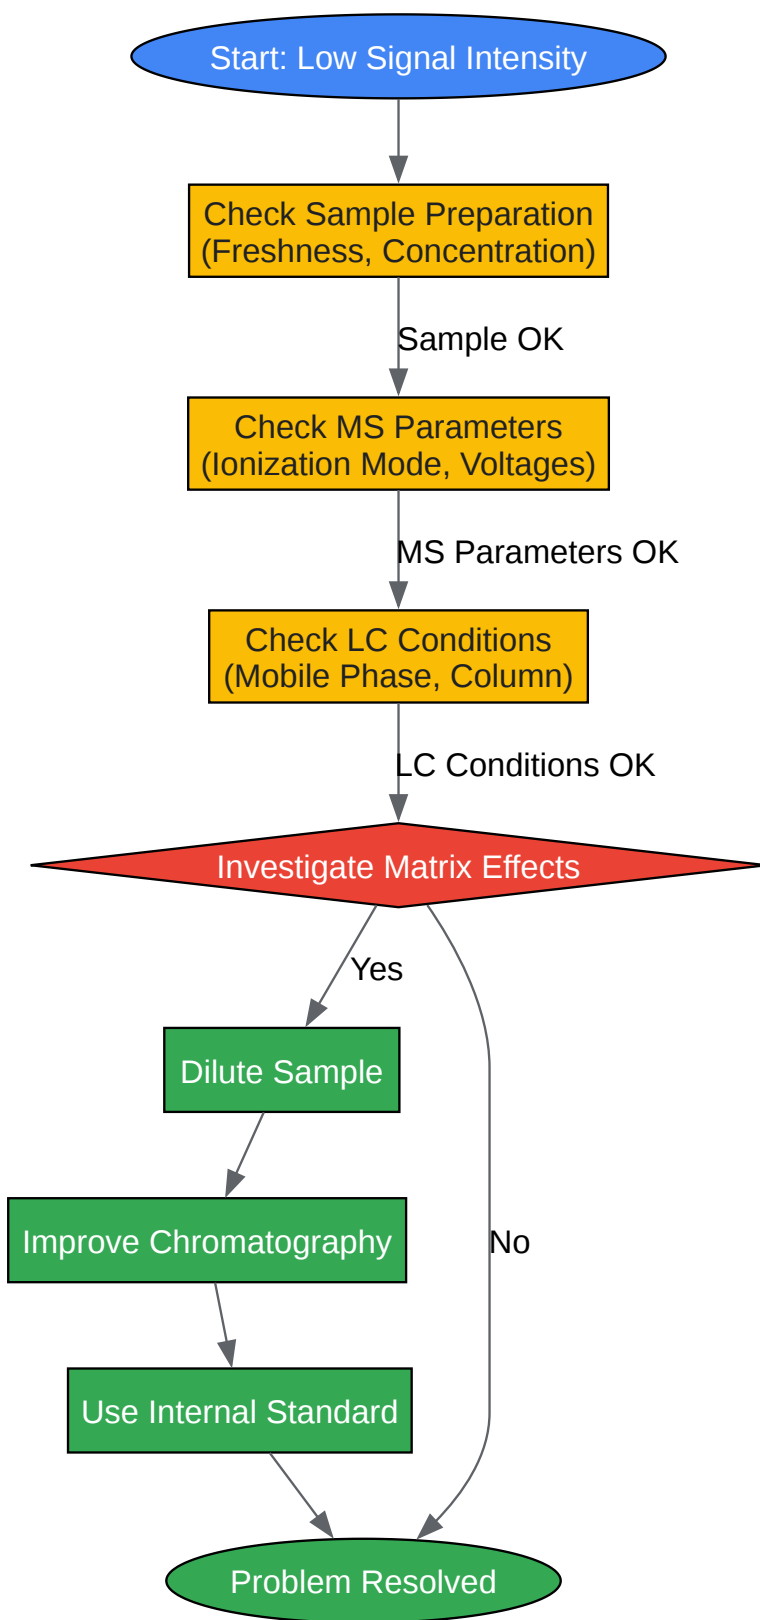 Start: Low Signal Intensity
Check Sample Preparation
(Freshness, Concentration)
Sample OK
Check MS Parameters
(Ionization Mode, Voltages)
MS Parameters OK
Check LC Conditions
(Mobile Phase, Column)
LC Conditions OK
Investigate Matrix Effects
Yes
Dilute Sample
Improve Chromatography
No
Use Internal Standard
Problem Resolved